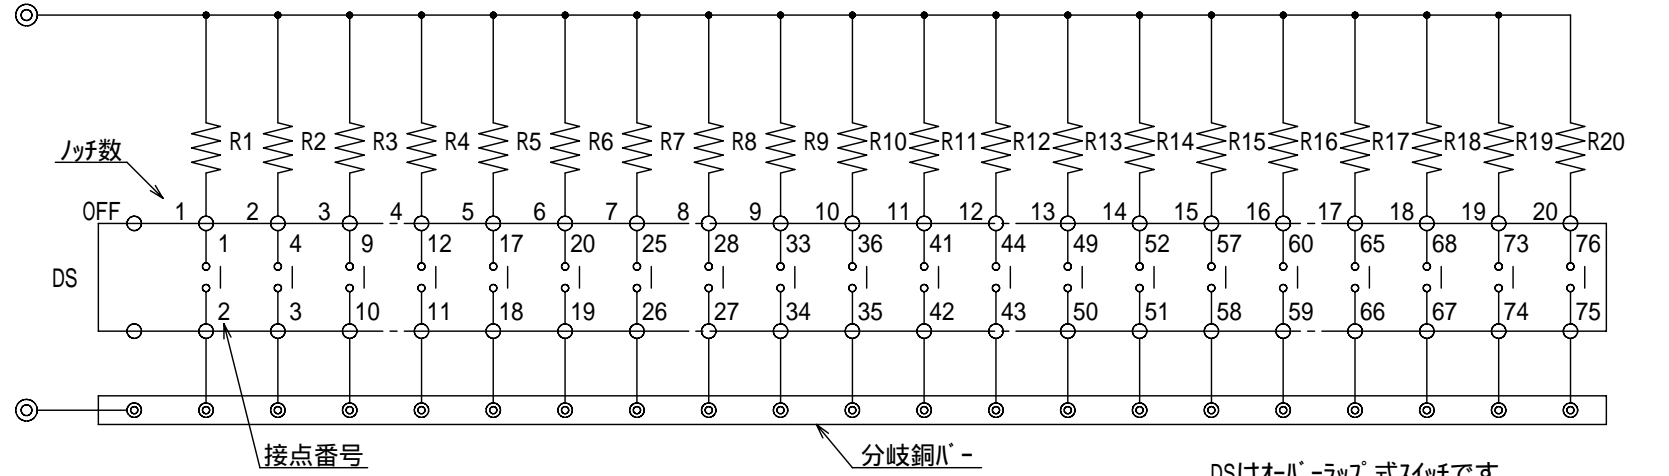 R1 R2 R3 R4 R5 R6 R7 R8 R9 R10 R11 R12 R13 R14 R15 R16 R17 R18 R19 R20
ノッチ数
OFF 1 2 3 4 5 6 7 8 9 10 11 12 13 14 15 16 17 18 19 20
1 4 9 12 17 20 25 28 33 36 41 44 49 52 57 60 65 68 73 76
DS
2 3 10 11 18 19 26 27 34 35 42 43 50 51 58 59 66 67 74 75
接点番号
分岐銅バー
DSはオーバーラップ式スイッチです